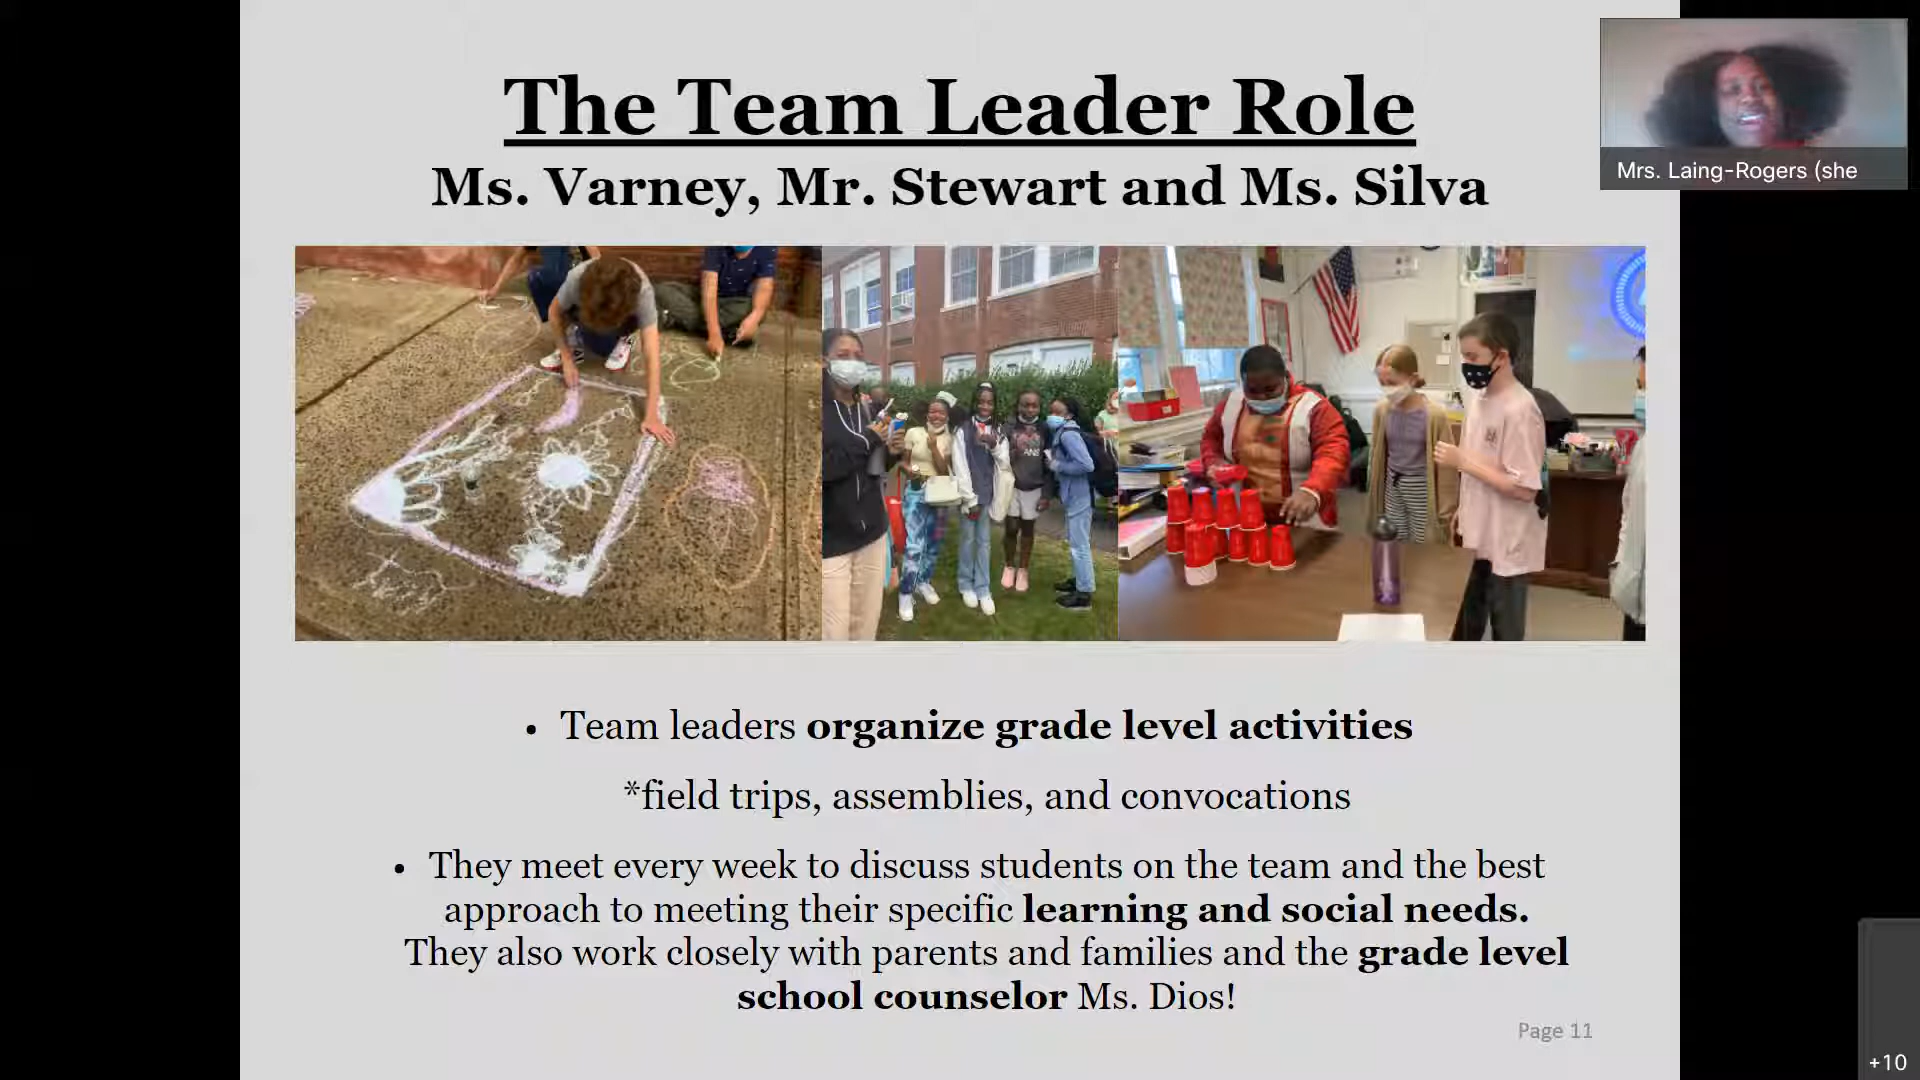 The Team Leader Role
Ms. Varney, Mr. Stewart and Ms. Silva
Mrs. Laing-Rogers (she
• Team leaders organize grade level activities
*field trips, assemblies, and convocations
• They meet every week to discuss students on the team and the best
approach to meeting their specific learning and social needs.
They also work closely with parents and families and the grade level
school counselor Ms. Dios!
Page 11
+10